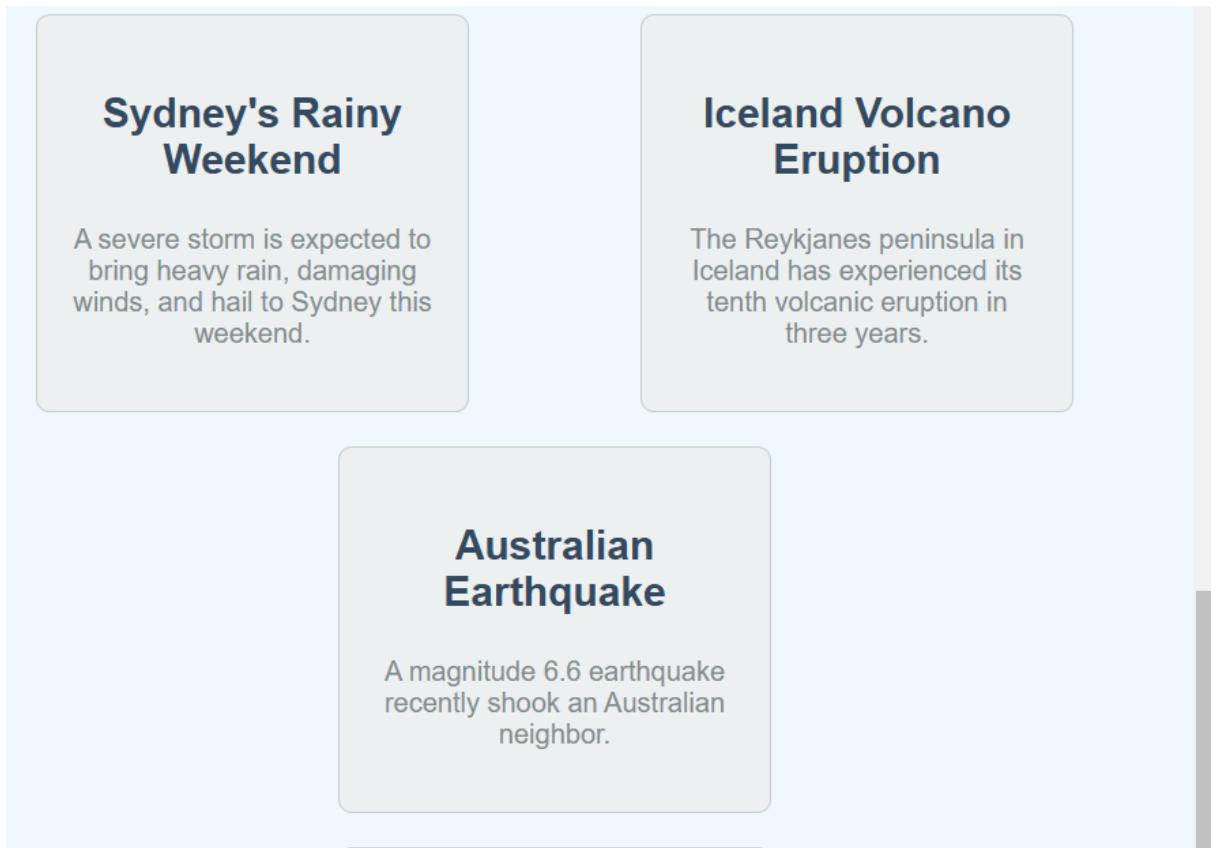 Sydney's Rainy
Weekend
A severe storm is expected to
bring heavy rain, damaging
winds, and hail to Sydney this
weekend.
Iceland Volcano
Eruption
The Reykjanes peninsula in
Iceland has experienced its
tenth volcanic eruption in
three years.
Australian
Earthquake
A magnitude 6.6 earthquake
recently shook an Australian
neighbor.